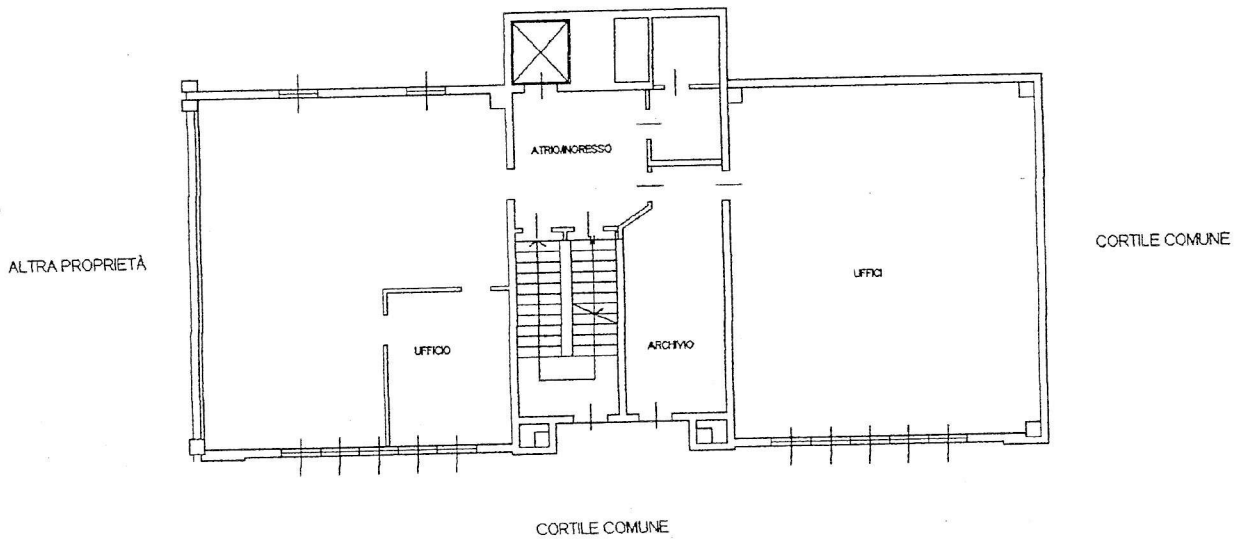 ATRIO/INGRESSO
ALTRA PROPRIETÀ
CORTILE COMUNE
UFFICI
UFFICIO
ARCHIVIO
CORTILE COMUNE